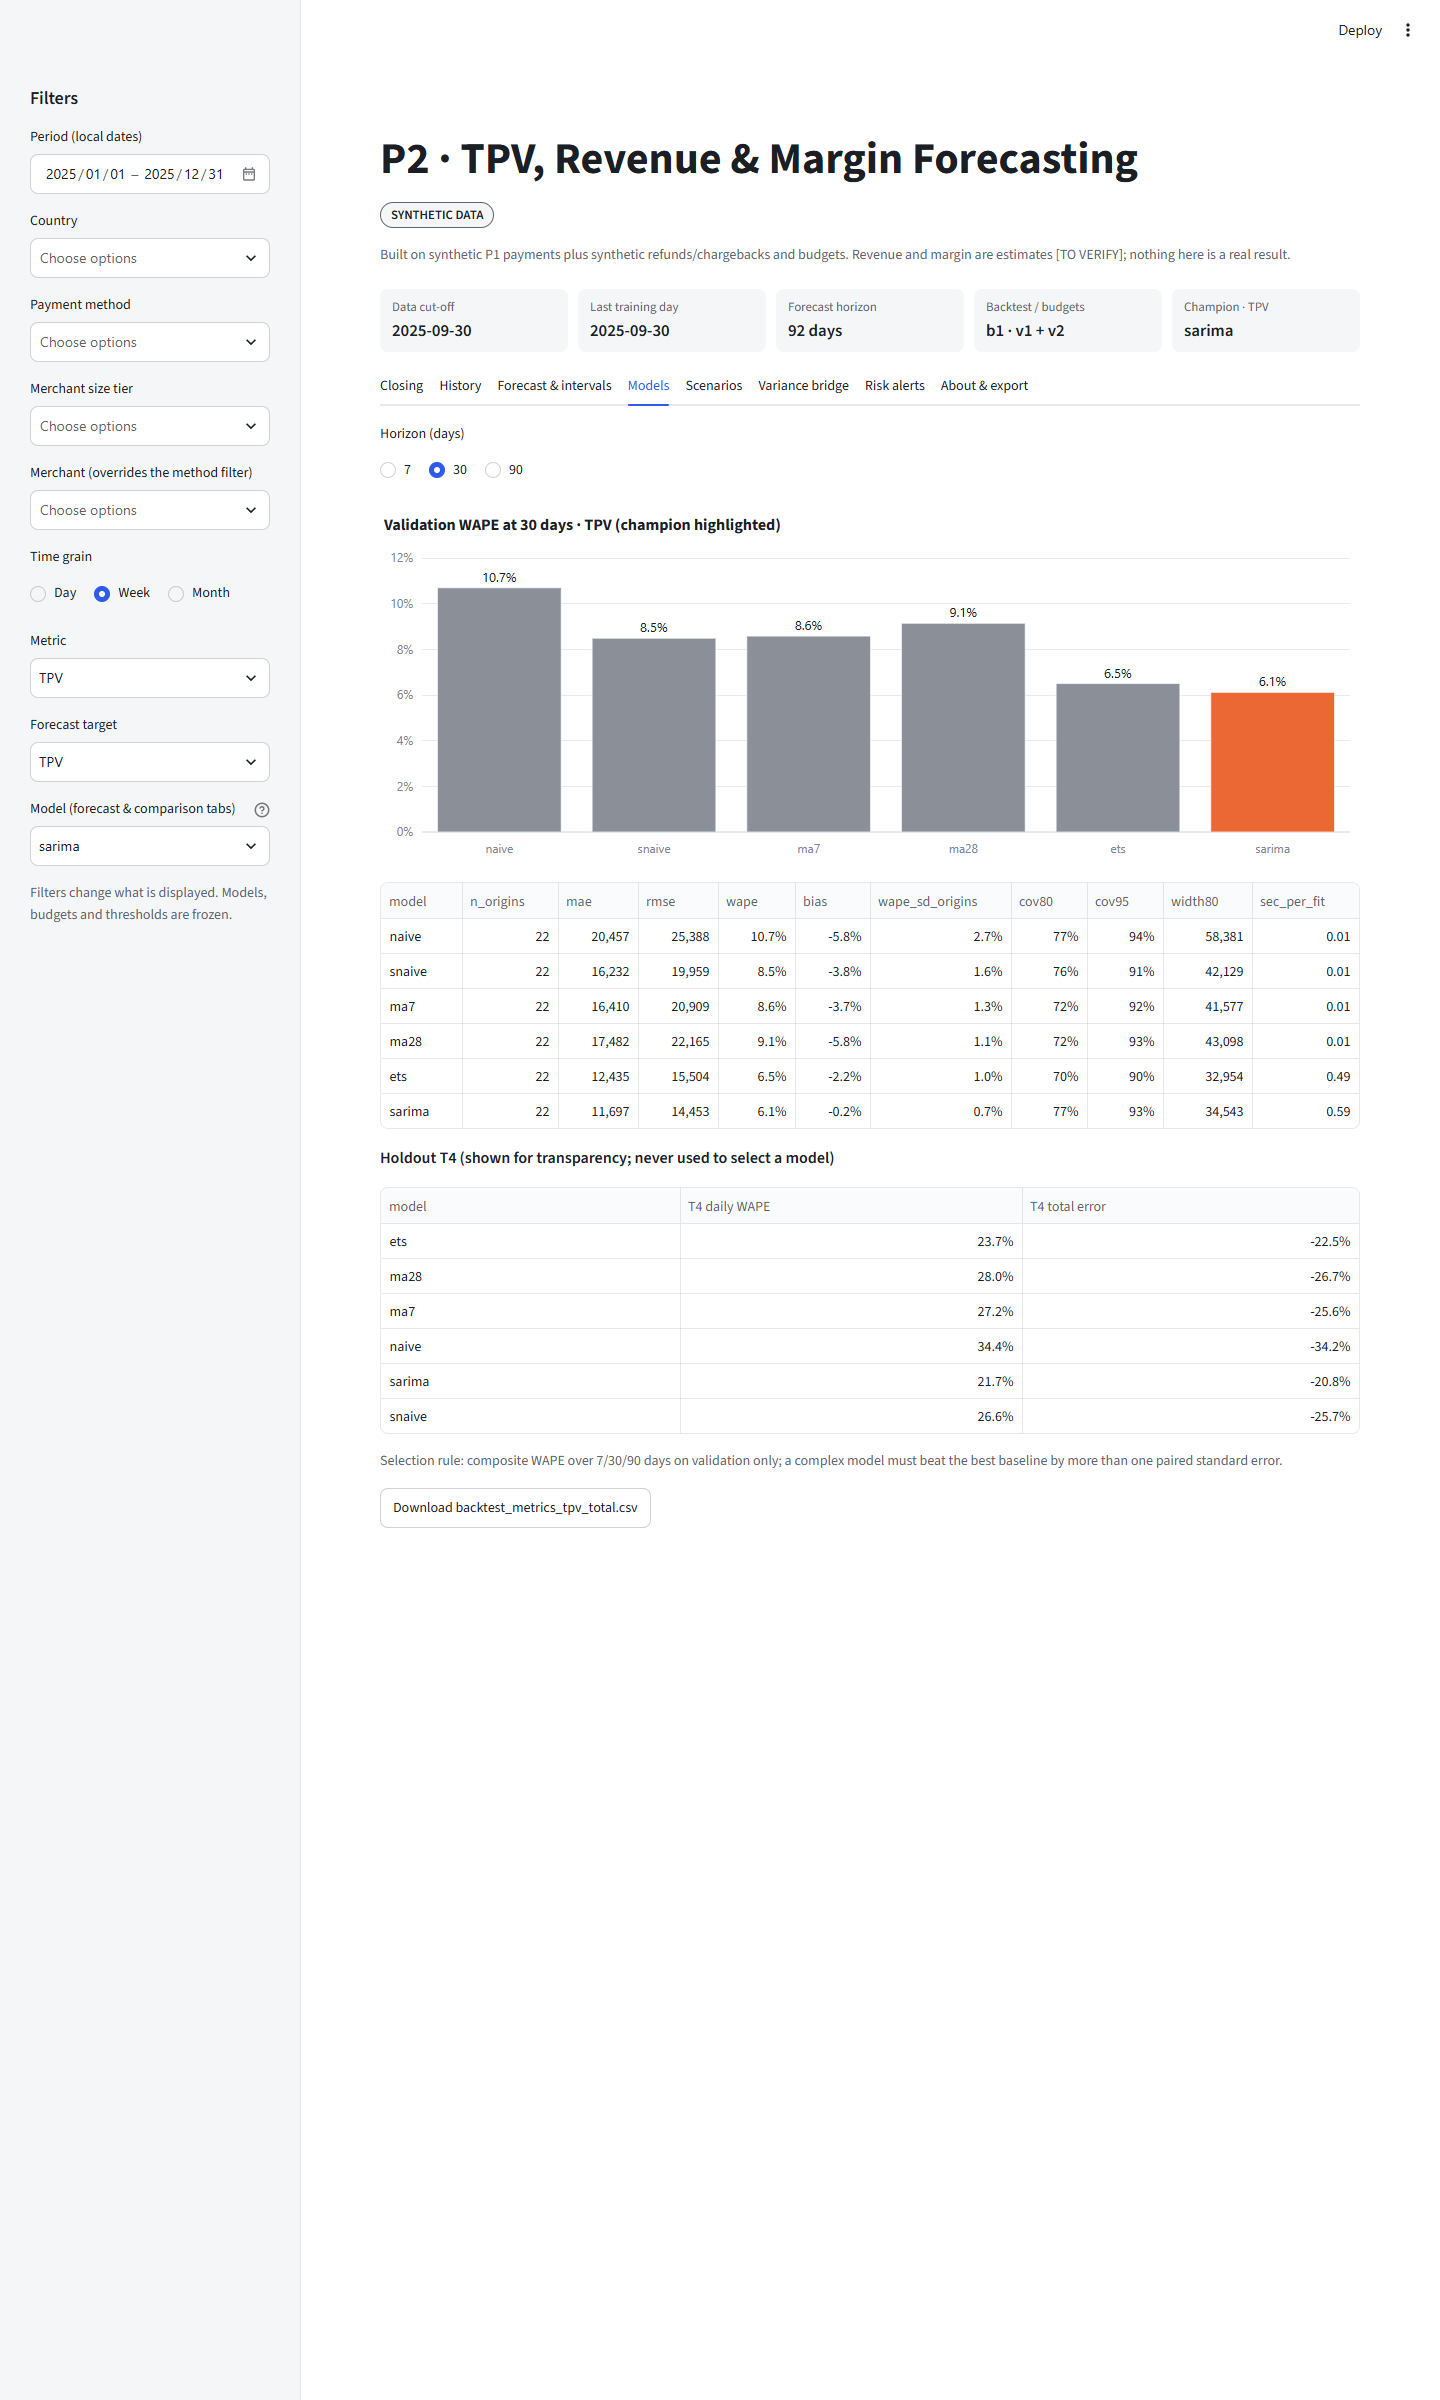 Deploy
Filters
Period (local dates)
2025/01/01 – 2025/12/31
Country
Choose options
Payment method
Choose options
Merchant size tier
Choose options
Merchant (overrides the method filter)
Choose options
Time grain
Day Week Month
Metric
TPV
Forecast target
TPV
Model (forecast & comparison tabs)
sarima
Filters change what is displayed. Models,
budgets and thresholds are frozen.
P2 · TPV, Revenue & Margin Forecasting
SYNTHETIC DATA
Built on synthetic P1 payments plus synthetic refunds/chargebacks and budgets. Revenue and margin are estimates [TO VERIFY]; nothing here is a real result.
Data cut-off Last training day Forecast horizon Backtest / budgets Champion · TPV
2025-09-30 2025-09-30 92 days b1 · v1 + v2 sarima
Closing History Forecast & intervals Models Scenarios Variance bridge Risk alerts About & export
Horizon (days)
7 30 90
Validation WAPE at 30 days · TPV (champion highlighted)
12%
10%
8%
6%
4%
2%
0%
10.7% 8.5% 8.6% 9.1% 6.5% 6.1%
naive snaive ma7 ma28 ets sarima
model n_origins mae rmse wape bias wape_sd_origins cov80 cov95 width80 sec_per_fit
naive 22 20,457 25,388 10.7% -5.8% 2.7% 77% 94% 58,381 0.01
snaive 22 16,232 19,959 8.5% -3.8% 1.6% 76% 91% 42,129 0.01
ma7 22 16,410 20,909 8.6% -3.7% 1.3% 72% 92% 41,577 0.01
ma28 22 17,482 22,165 9.1% -5.8% 1.1% 72% 93% 43,098 0.01
ets 22 12,435 15,504 6.5% -2.2% 1.0% 70% 90% 32,954 0.49
sarima 22 11,697 14,453 6.1% -0.2% 0.7% 77% 93% 34,543 0.59
Holdout T4 (shown for transparency; never used to select a model)
model T4 daily WAPE T4 total error
ets 23.7% -22.5%
ma28 28.0% -26.7%
ma7 27.2% -25.6%
naive 34.4% -34.2%
sarima 21.7% -20.8%
snaive 26.6% -25.7%
Selection rule: composite WAPE over 7/30/90 days on validation only; a complex model must beat the best baseline by more than one paired standard error.
Download backtest_metrics_tpv_total.csv